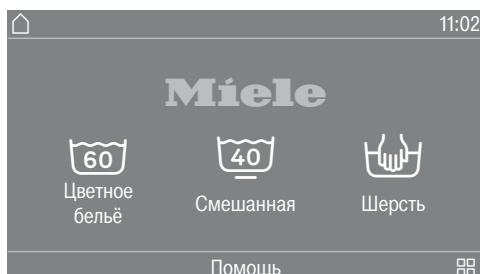 11:02
Miele
60
40
Цветное
бельё
Смешанная
Шерсть
Помощь